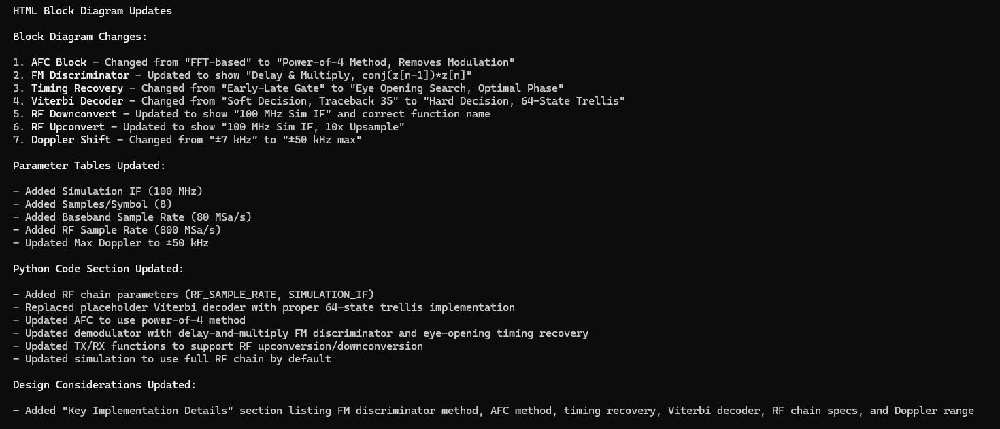 HTML Block Diagram Updates
Block Diagram Changes:
1. AFC Block - Changed from "FFT-based" to "Power-of-4 Method, Removes Modulation"
2. FM Discriminator - Updated to show "Delay & Multiply, conj(z[n-1])*z[n]"
3. Timing Recovery - Changed from "Early-Late Gate" to "Eye Opening Search, Optimal Phase"
4. Viterbi Decoder - Changed from "Soft Decision, Traceback 35" to "Hard Decision, 64-State Trellis"
5. RF Downconvert - Updated to show "100 MHz Sim IF" and correct function name
6. RF Upconvert - Updated to show "100 MHz Sim IF, 10x Upsample"
7. Doppler Shift - Changed from "±7 kHz" to "±50 kHz max"
Parameter Tables Updated:
- Added Simulation IF (100 MHz)
- Added Samples/Symbol (8)
- Added Baseband Sample Rate (80 MSa/s)
- Added RF Sample Rate (800 MSa/s)
- Updated Max Doppler to ±50 kHz
Python Code Section Updated:
- Added RF chain parameters (RF_SAMPLE_RATE, SIMULATION_IF)
- Replaced placeholder Viterbi decoder with proper 64-state trellis implementation
- Updated AFC to use power-of-4 method
- Updated demodulator with delay-and-multiply FM discriminator and eye-opening timing recovery
- Updated TX/RX functions to support RF upconversion/downconversion
- Updated simulation to use full RF chain by default
Design Considerations Updated:
- Added "Key Implementation Details" section listing FM discriminator method, AFC method, timing recovery, Viterbi decoder, RF chain specs, and Doppler range